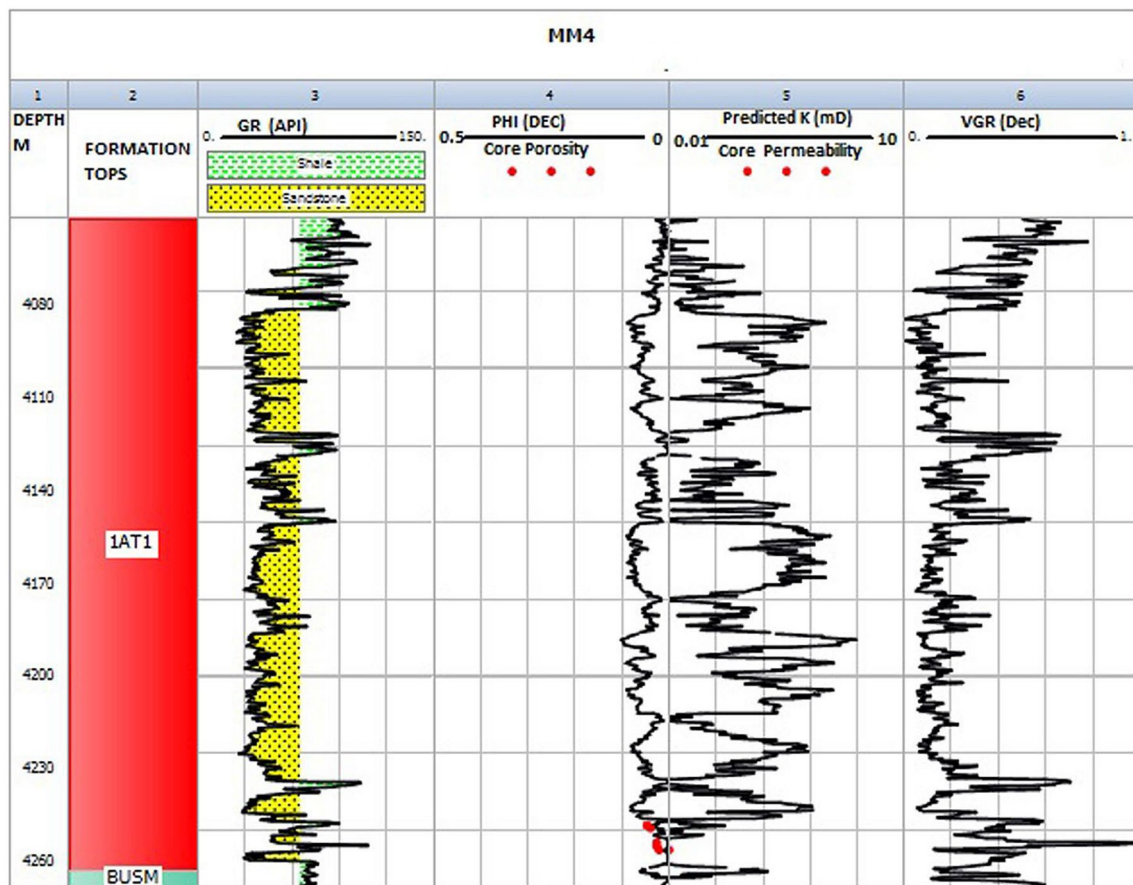 MM4
1 2 3 4 5 6
DEPTH
M
FORMATION
TOPS
GR (API)
0. 150.
Shale
Sandstone
PHI (DEC)
0.5 0
Core Porosity
Predicted K (mD)
0.01 10
Core Permeability
VGR (Dec)
0. 1.
4080
4110
4140
1AT1
4170
4200
4230
4260
BUSM